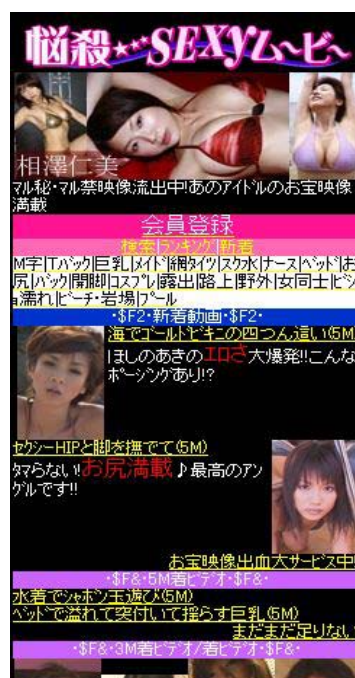 悩殺★★★SEXYム～ビ～
相澤仁美
マル秘・マル禁映像流出中!あのアイドルのお宝映像
満載
会員登録
検索|ランキング|新着
M字|Tバック|巨乳|メイド|網タイツ|スク水|ナース|ベッド|お
尻|バック|開脚|コスプレ|露出|路上|野外|女同士|ビシ
濡れ|ビーチ・岩場|プール
・$F2・新着動画・$F2・
海でゴールドビキニの四つん這い(5M)
ほしのあきのエロさ大爆発!!こんな
ポージングあり!?
セクシーHIPと脚を撫でて(5M)
タマらない!お尻満載♪最高のアン
グルです!!
お宝映像出血大サービス中
・$F&・5M着ビデオ・$F&・
水着でシャボン玉遊び(5M)
ベッドで溢れて突付いて揺らす巨乳(5M)
まだまだ足りない
・$F&・3M着ビデオ/着ビデオ・$F&・